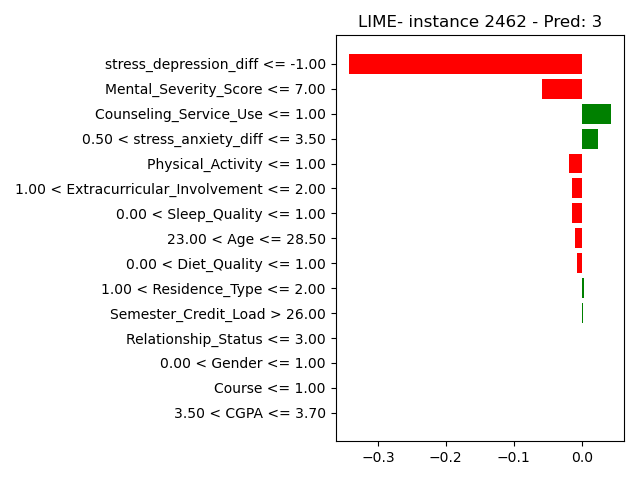 LIME- instance 2462 - Pred: 3
stress_depression_diff <= -1.00
Mental_Severity_Score <= 7.00
Counseling_Service_Use <= 1.00
0.50 < stress_anxiety_diff <= 3.50
Physical_Activity <= 1.00
1.00 < Extracurricular_Involvement <= 2.00
0.00 < Sleep_Quality <= 1.00
23.00 < Age <= 28.50
0.00 < Diet_Quality <= 1.00
1.00 < Residence_Type <= 2.00
Semester_Credit_Load > 26.00
Relationship_Status <= 3.00
0.00 < Gender <= 1.00
Course <= 1.00
3.50 < CGPA <= 3.70
−0.3 −0.2 −0.1 0.0